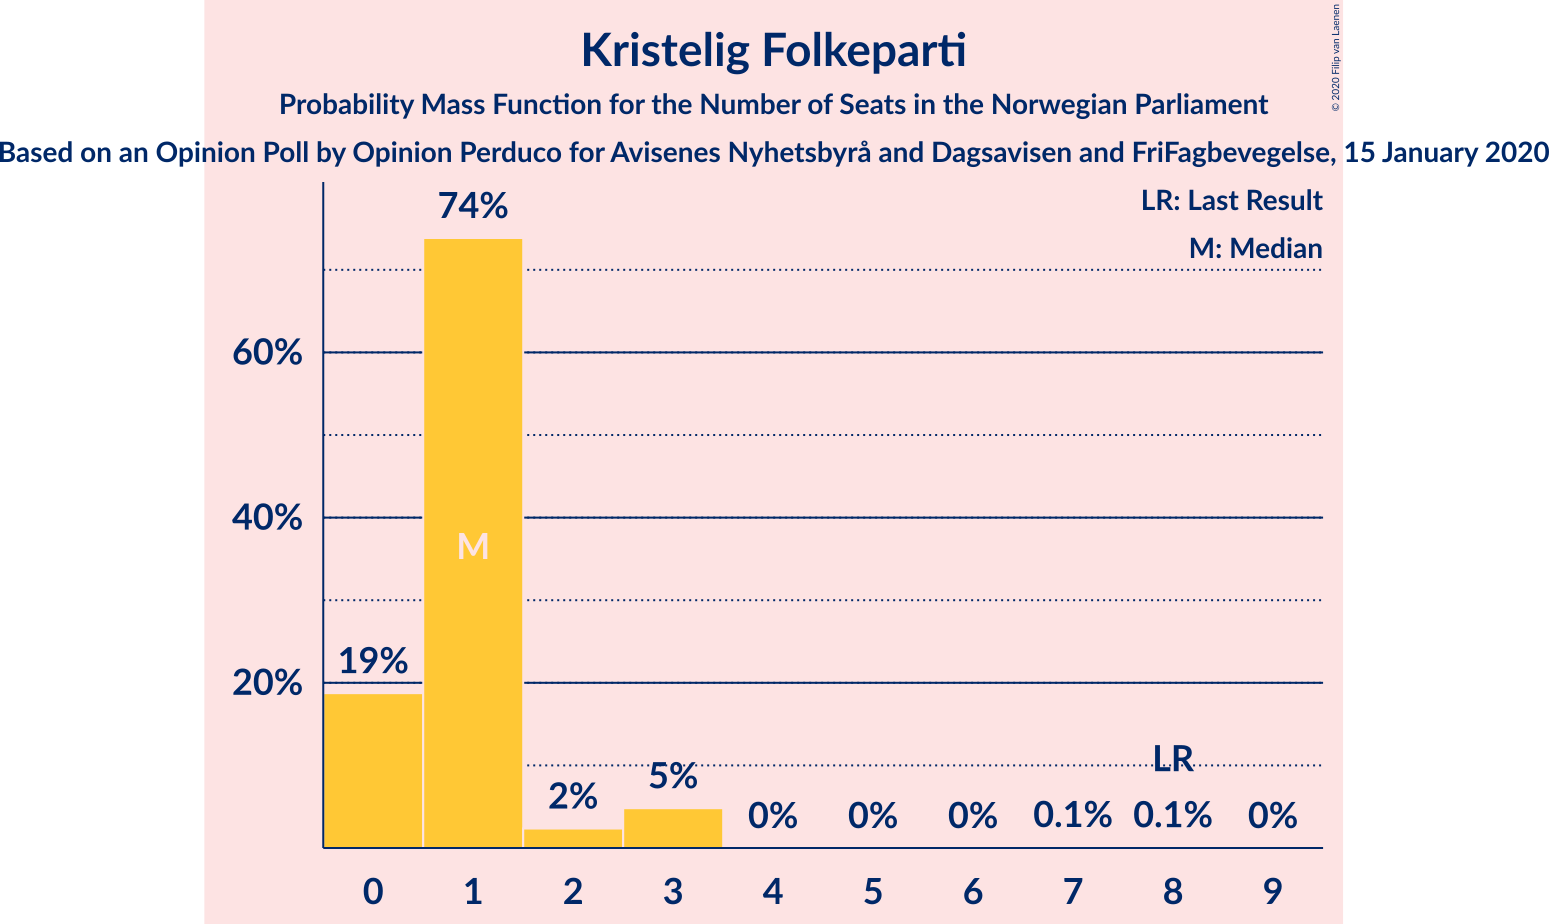 Kristelig Folkeparti
Probability Mass Function for the Number of Seats in the Norwegian Parliament
Based on an Opinion Poll by Opinion Perduco for Avisenes Nyhetsbyrå and Dagsavisen and FriFagbevegelse, 15 January 2020
© 2020 Filip van Laenen
LR: Last Result
M: Median
74%
60%
40%
M
19%
20%
LR
5%
2%
0%
0%
0%
0.1%
0.1%
0%
0 1 2 3 4 5 6 7 8 9